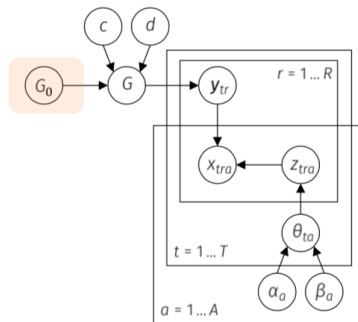 c d
G₀ G yₜᵣ r = 1...R
xₜᵣₐ zₜᵣₐ
θₜₐ
t = 1...T
αₐ βₐ
a = 1...A